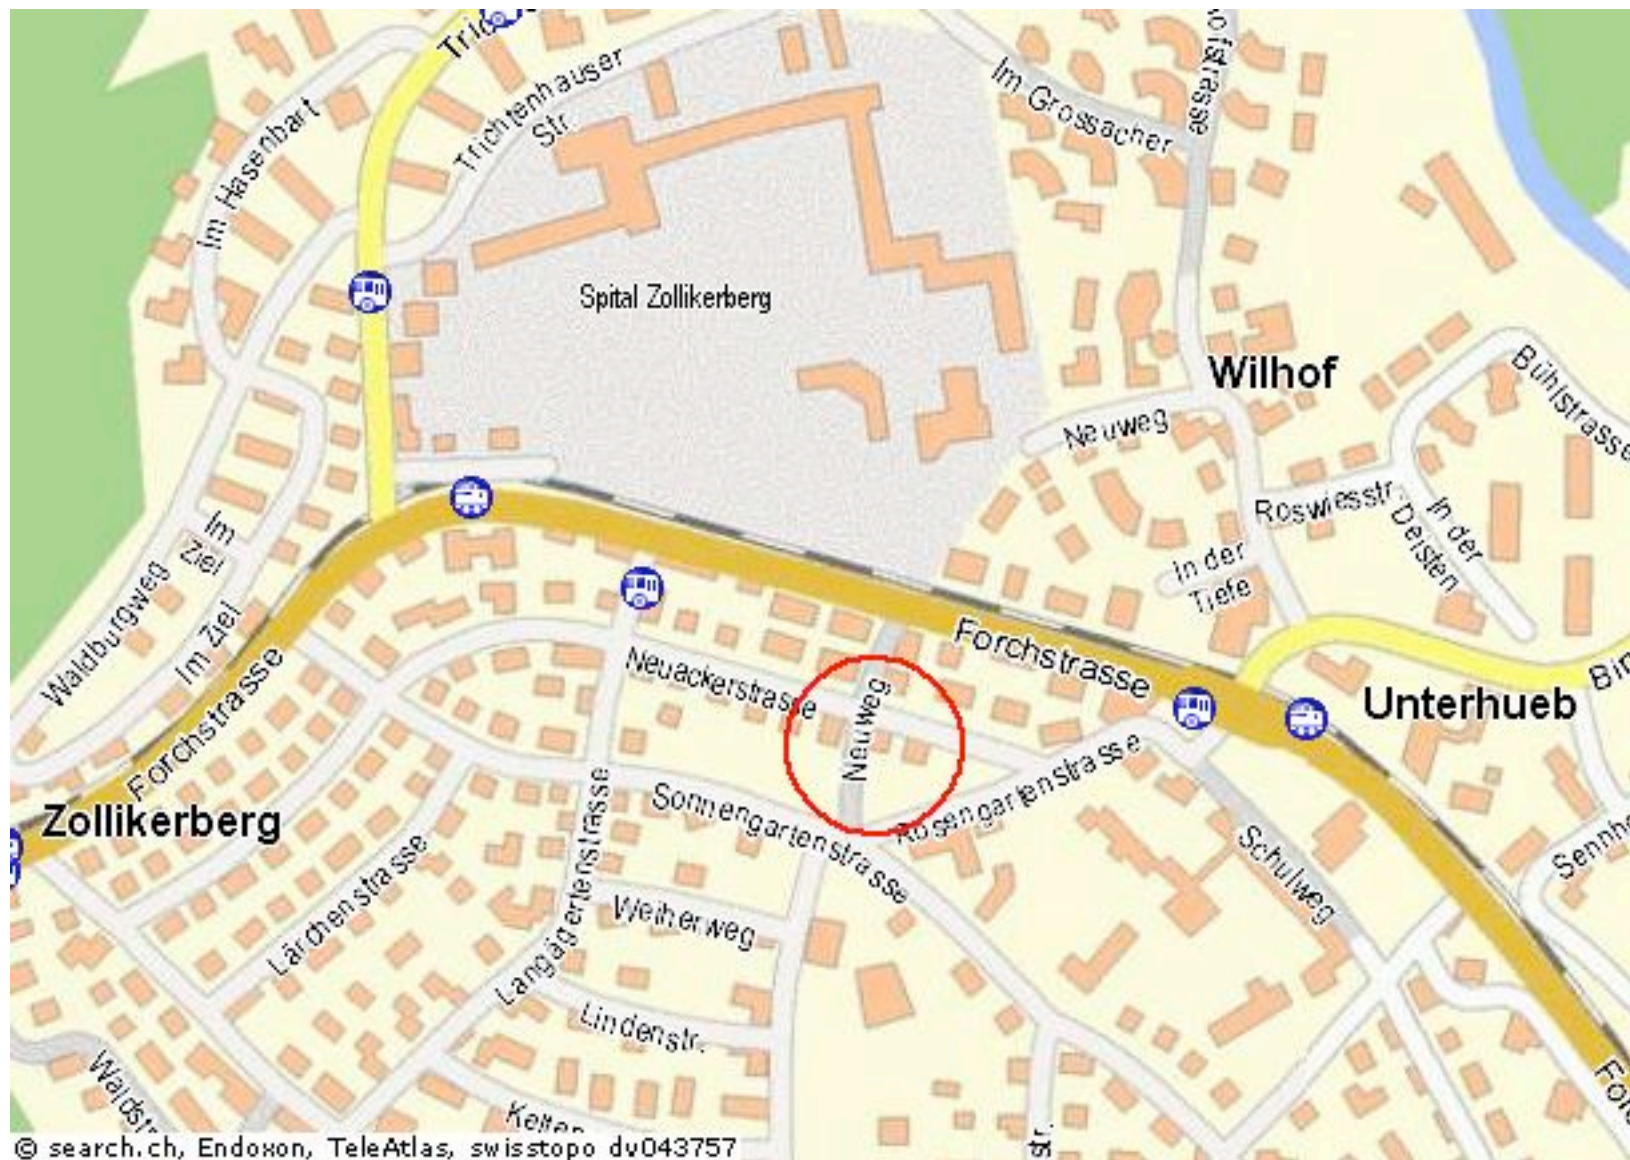 Trichtenhauser
Str.
Im Hasenbart
Im Grossacher
Spital Zollikerberg
Wilhof
Bühlstrasse
Neuweg
Roswiesstr.
In der
Deisten
In der
Tiefe
Im
Ziel
Waldburgweg
Im Ziel
Forchstrasse
Forchstrasse
Neuackerstrasse
Neuweg
Unterhueb
Zollikerberg
Sonnengartenstrasse
Rosengartenstrasse
Schulweg
Lärchenstrasse
Langägertenstrasse
Weiherweg
Lindenstr.
© search.ch, Endoxon, TeleAtlas, swisstopo dv043757